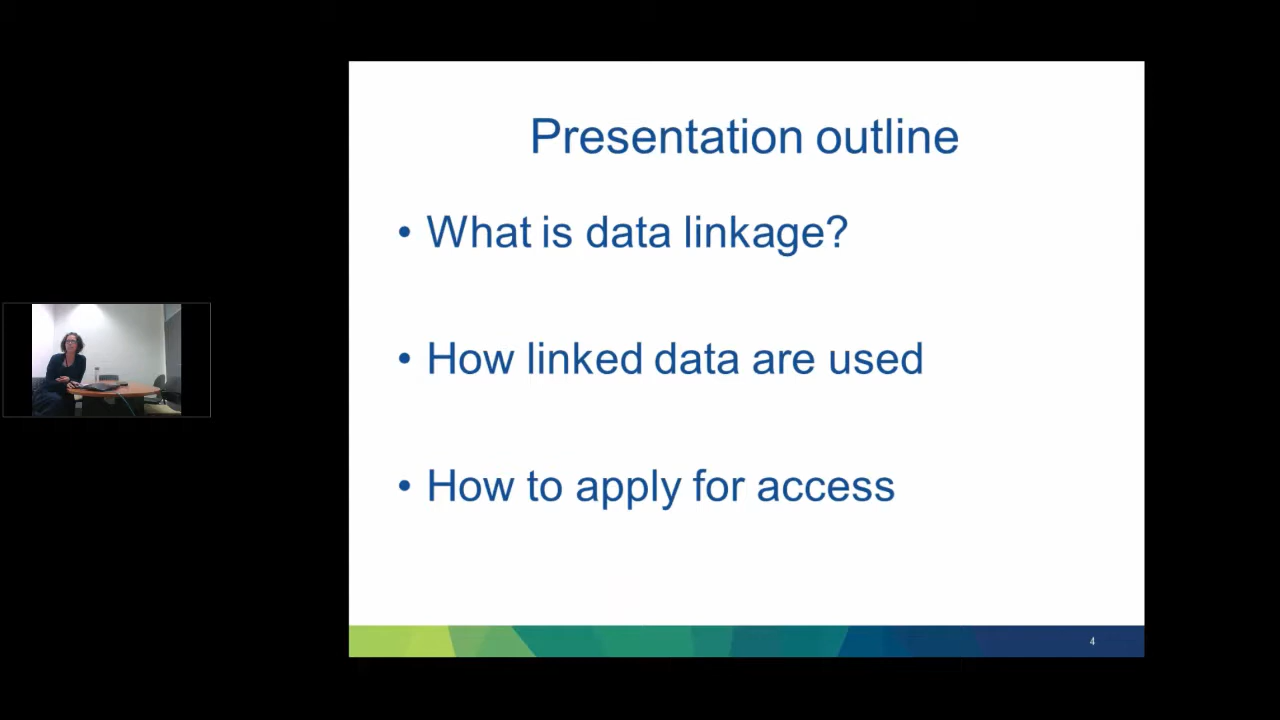 Presentation outline
• What is data linkage?
• How linked data are used
• How to apply for access
4